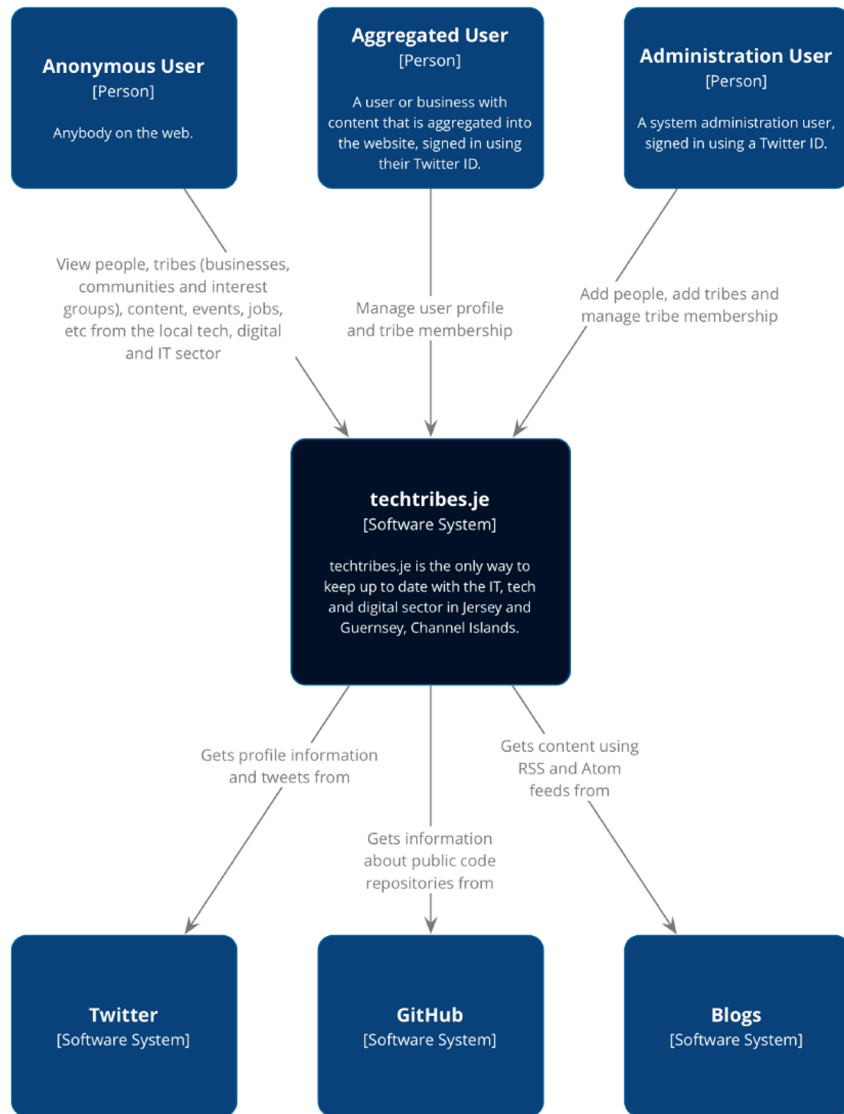 Anonymous User
[Person]
Anybody on the web.
Aggregated User
[Person]
A user or business with
content that is aggregated into
the website, signed in using
their Twitter ID.
Administration User
[Person]
A system administration user,
signed in using a Twitter ID.
View people, tribes (businesses,
communities and interest
groups), content, events, jobs,
etc from the local tech, digital
and IT sector
Manage user profile
and tribe membership
Add people, add tribes and
manage tribe membership
techtribes.je
[Software System]
techtribes.je is the only way to
keep up to date with the IT, tech
and digital sector in Jersey and
Guernsey, Channel Islands.
Gets profile information
and tweets from
Gets information
about public code
repositories from
Gets content using
RSS and Atom
feeds from
Twitter
[Software System]
GitHub
[Software System]
Blogs
[Software System]